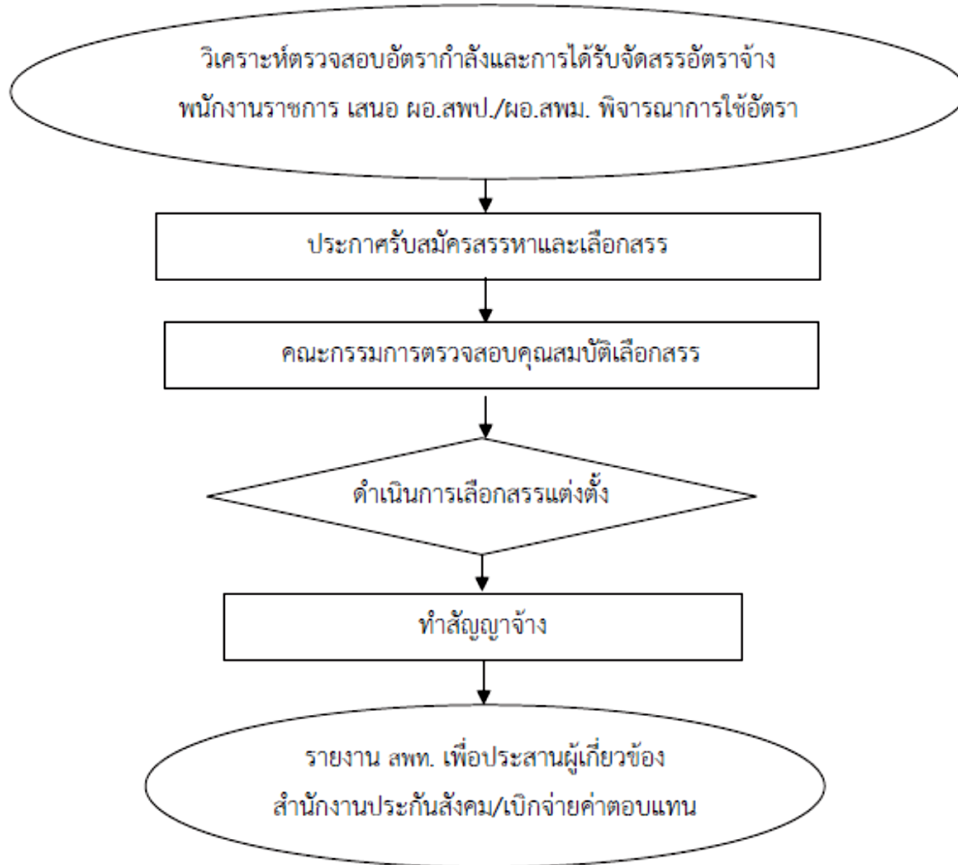 วิเคราะห์ตรวจสอบอัตรากำลังและการได้รับจัดสรรอัตราจ้าง
พนักงานราชการ เสนอ ผอ.สพป./ผอ.สพม. พิจารณาการใช้อัตรา
ประกาศรับสมัครสรรหาและเลือกสรร
คณะกรรมการตรวจสอบคุณสมบัติเลือกสรร
ดำเนินการเลือกสรรแต่งตั้ง
ทำสัญญาจ้าง
รายงาน สพท. เพื่อประสานผู้เกี่ยวข้อง
สำนักงานประกันสังคม/เบิกจ่ายค่าตอบแทน